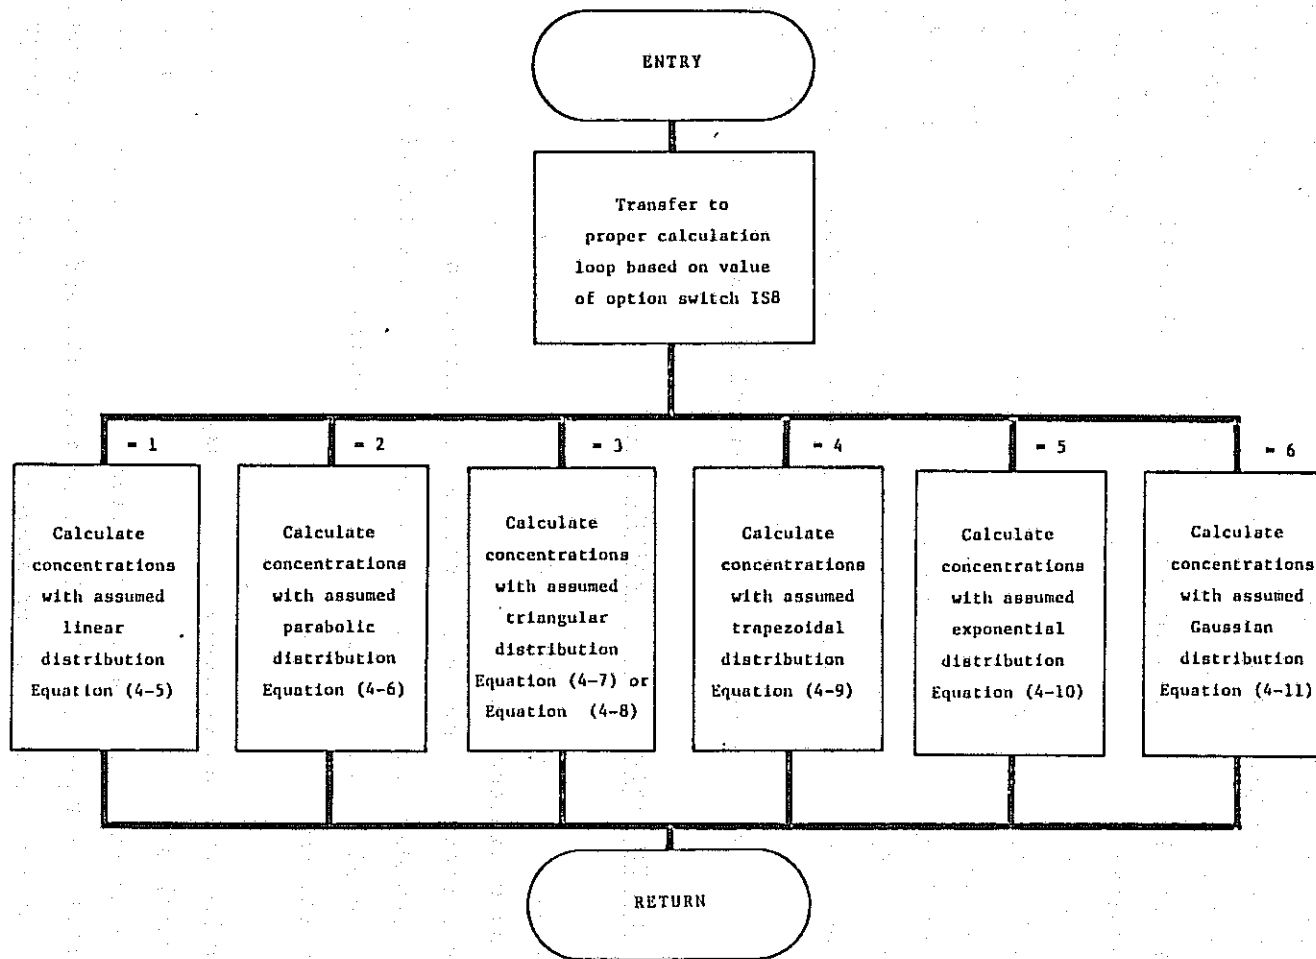 ENTRY
Transfer to
proper calculation
loop based on value
of option switch IS8
= 1
= 2
= 3
= 4
= 5
= 6
Calculate
concentrations
with assumed
linear
distribution
Equation (4-5)
Calculate
concentrations
with assumed
parabolic
distribution
Equation (4-6)
Calculate
concentrations
with assumed
triangular
distribution
Equation (4-7) or
Equation (4-8)
Calculate
concentrations
with assumed
trapezoidal
distribution
Equation (4-9)
Calculate
concentrations
with assumed
exponential
distribution
Equation (4-10)
Calculate
concentrations
with assumed
Gaussian
distribution
Equation (4-11)
RETURN